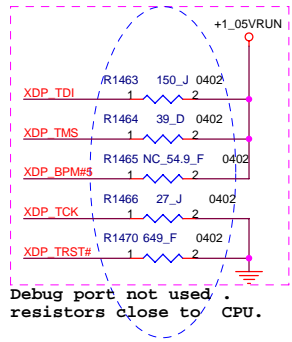 +1_05VRUN
R1463 150_J 0402
XDP_TDI 1 2
R1464 39_D 0402
XDP_TMS 1 2
R1465 NC_54.9_F 0402
XDP_BPM#5 1 2
R1466 27_J 0402
XDP_TCK 1 2
R1470 649_F 0402
XDP_TRST# 1 2
Debug port not used .
resistors close to CPU.